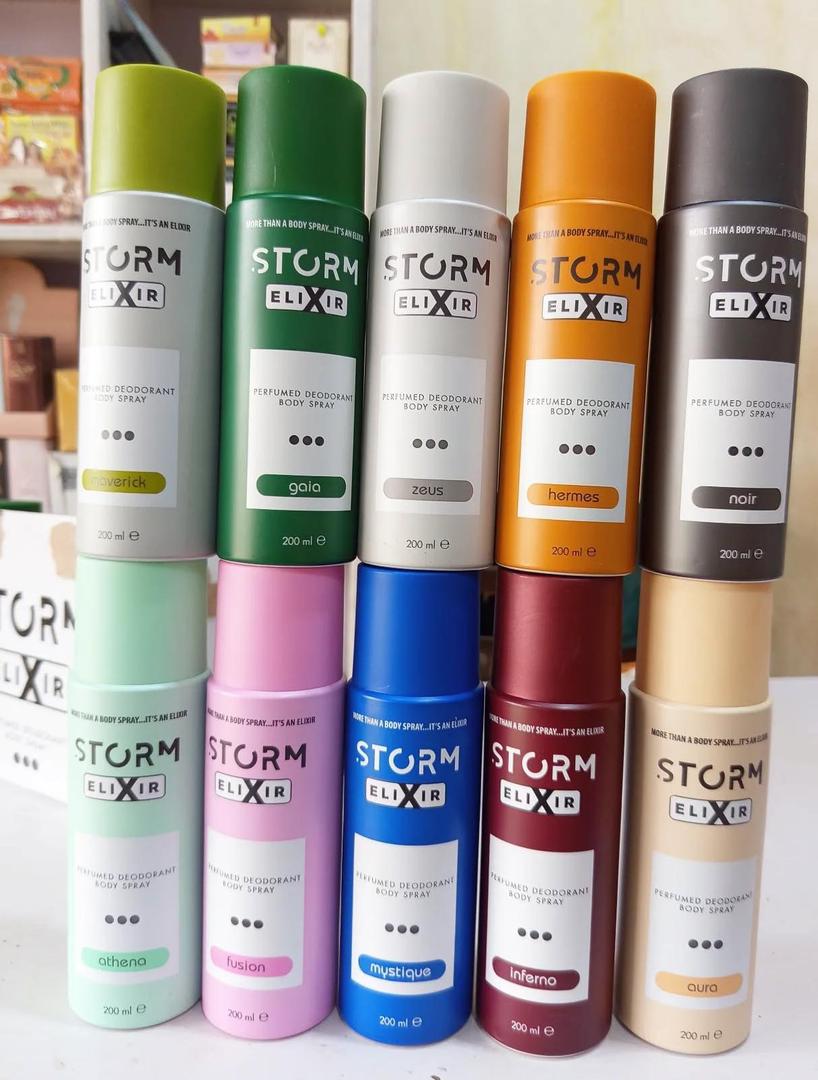 MORE THAN A BODY SPRAY...IT'S AN ELIXIR
STORM
ELIXIR
PERFUMED DEODORANT
BODY SPRAY
maverick
200 ml e
MORE THAN A BODY SPRAY...IT'S AN ELIXIR
STORM
ELIXIR
PERFUMED DEODORANT
BODY SPRAY
gaia
200 ml e
MORE THAN A BODY SPRAY...IT'S AN ELIXIR
STORM
ELIXIR
PERFUMED DEODORANT
BODY SPRAY
zeus
200 ml e
MORE THAN A BODY SPRAY...IT'S AN ELIXIR
STORM
ELIXIR
PERFUMED DEODORANT
BODY SPRAY
hermes
200 ml e
MORE THAN A BODY SPRAY...IT'S AN ELIXIR
STORM
ELIXIR
PERFUMED DEODORANT
BODY SPRAY
noir
200 ml e
STORM
ELIXIR
MORE THAN A BODY SPRAY...IT'S AN ELIXIR
STORM
ELIXIR
PERFUMED DEODORANT
BODY SPRAY
athena
200 ml e
MORE THAN A BODY SPRAY...IT'S AN ELIXIR
STORM
ELIXIR
PERFUMED DEODORANT
BODY SPRAY
fusion
200 ml e
MORE THAN A BODY SPRAY...IT'S AN ELIXIR
STORM
ELIXIR
PERFUMED DEODORANT
BODY SPRAY
mystique
200 ml e
MORE THAN A BODY SPRAY...IT'S AN ELIXIR
STORM
ELIXIR
PERFUMED DEODORANT
BODY SPRAY
inferno
200 ml e
MORE THAN A BODY SPRAY...IT'S AN ELIXIR
STORM
ELIXIR
PERFUMED DEODORANT
BODY SPRAY
aura
200 ml e